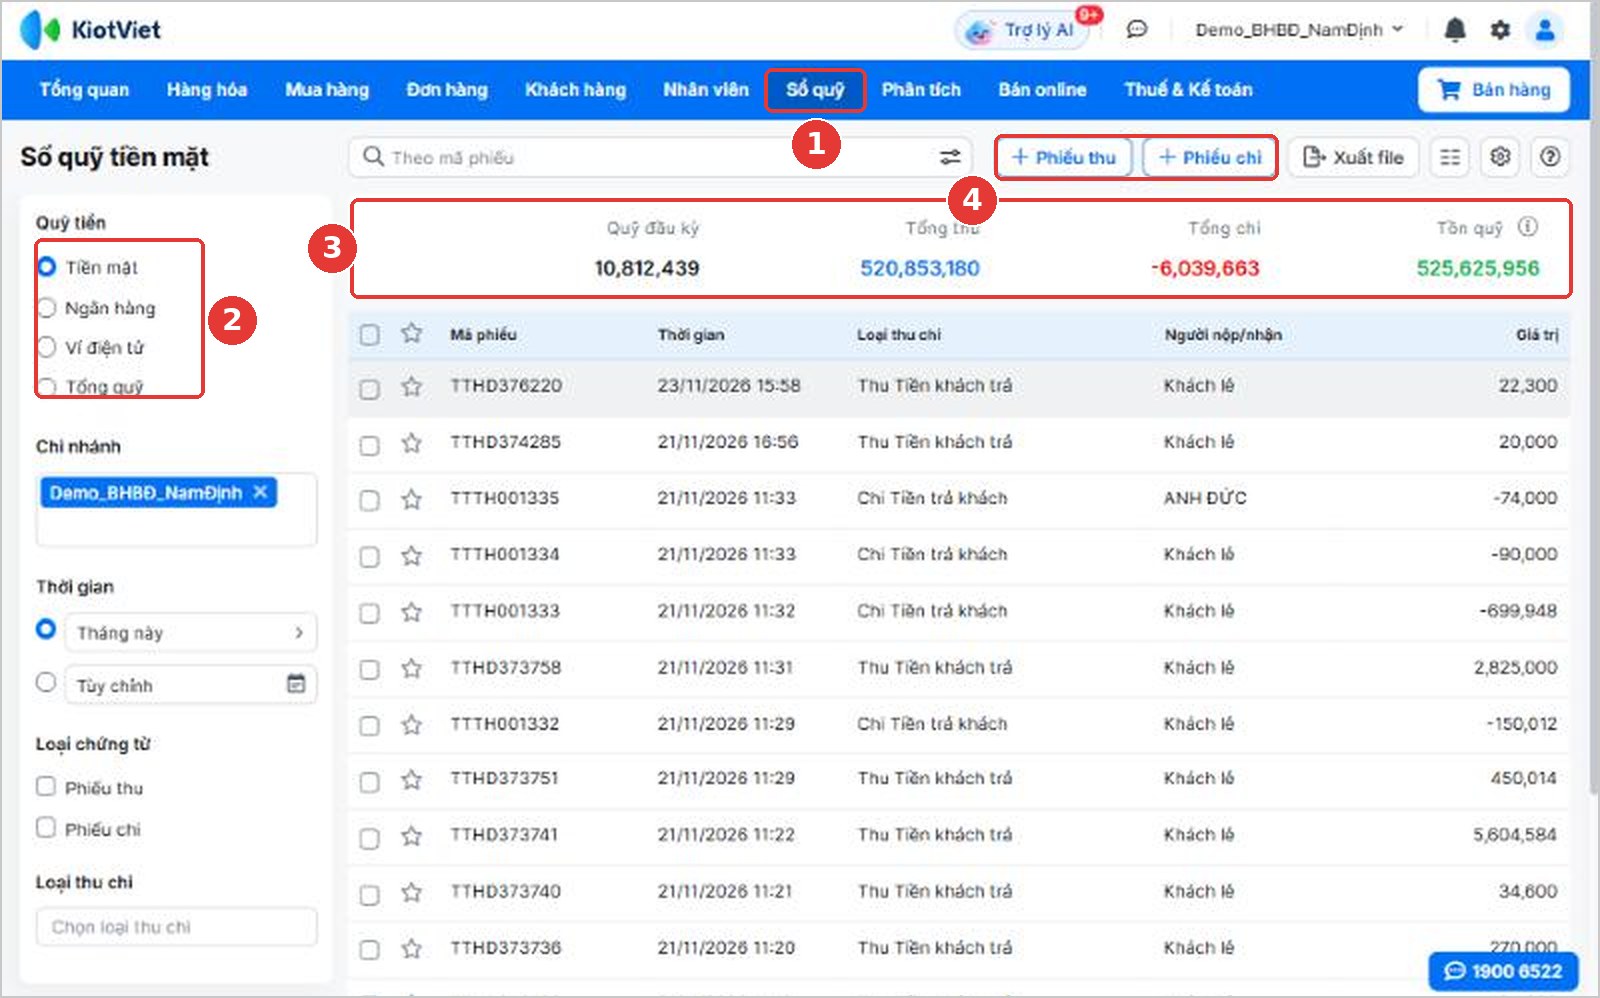 KiotViet
Trợ lý AI
9+
Demo_BHBĐ_NamĐịnh
Tổng quan Hàng hóa Mua hàng Đơn hàng Khách hàng Nhân viên Sổ quỹ Phân tích Bán online Thuế & Kế toán Bán hàng
1
Sổ quỹ tiền mặt
Theo mã phiếu
+ Phiếu thu + Phiếu chi Xuất file
4
Quỹ tiền
Tiền mặt
Ngân hàng
Ví điện tử
Tổng quỹ
2
3
Quỹ đầu kỳ Tổng thu Tổng chi Tồn quỹ
10,812,439 520,853,180 -6,039,663 525,625,956
Chi nhánh
Demo_BHBĐ_NamĐịnh
Thời gian
Tháng này
Tùy chỉnh
Loại chứng từ
Phiếu thu
Phiếu chi
Loại thu chi
Chọn loại thu chi
Mã phiếu Thời gian Loại thu chi Người nộp/nhận Giá trị
TTHD376220 23/11/2026 15:58 Thu Tiền khách trả Khách lẻ 22,300
TTHD374285 21/11/2026 16:56 Thu Tiền khách trả Khách lẻ 20,000
TTTH001335 21/11/2026 11:33 Chi Tiền trả khách ANH ĐỨC -74,000
TTTH001334 21/11/2026 11:33 Chi Tiền trả khách Khách lẻ -90,000
TTTH001333 21/11/2026 11:32 Chi Tiền trả khách Khách lẻ -699,948
TTHD373758 21/11/2026 11:31 Thu Tiền khách trả Khách lẻ 2,825,000
TTTH001332 21/11/2026 11:29 Chi Tiền trả khách Khách lẻ -150,012
TTHD373751 21/11/2026 11:29 Thu Tiền khách trả Khách lẻ 450,014
TTHD373741 21/11/2026 11:22 Thu Tiền khách trả Khách lẻ 5,604,584
TTHD373740 21/11/2026 11:21 Thu Tiền khách trả Khách lẻ 34,600
TTHD373736 21/11/2026 11:20 Thu Tiền khách trả Khách lẻ 270,000
1900 6522